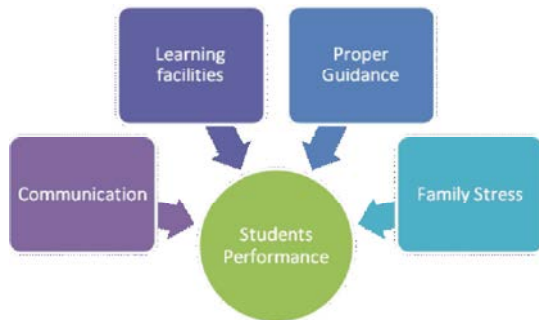 Learning
facilities
Proper
Guidance
Communication
Family Stress
Students
Performance